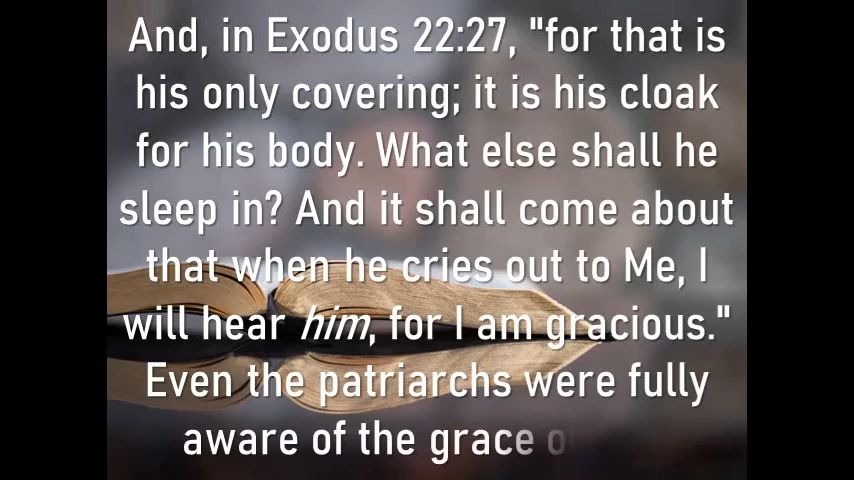 And, in Exodus 22:27, "for that is
his only covering; it is his cloak
for his body. What else shall he
sleep in? And it shall come about
that when he cries out to Me, I
will hear him, for I am gracious."
Even the patriarchs were fully
aware of the grace